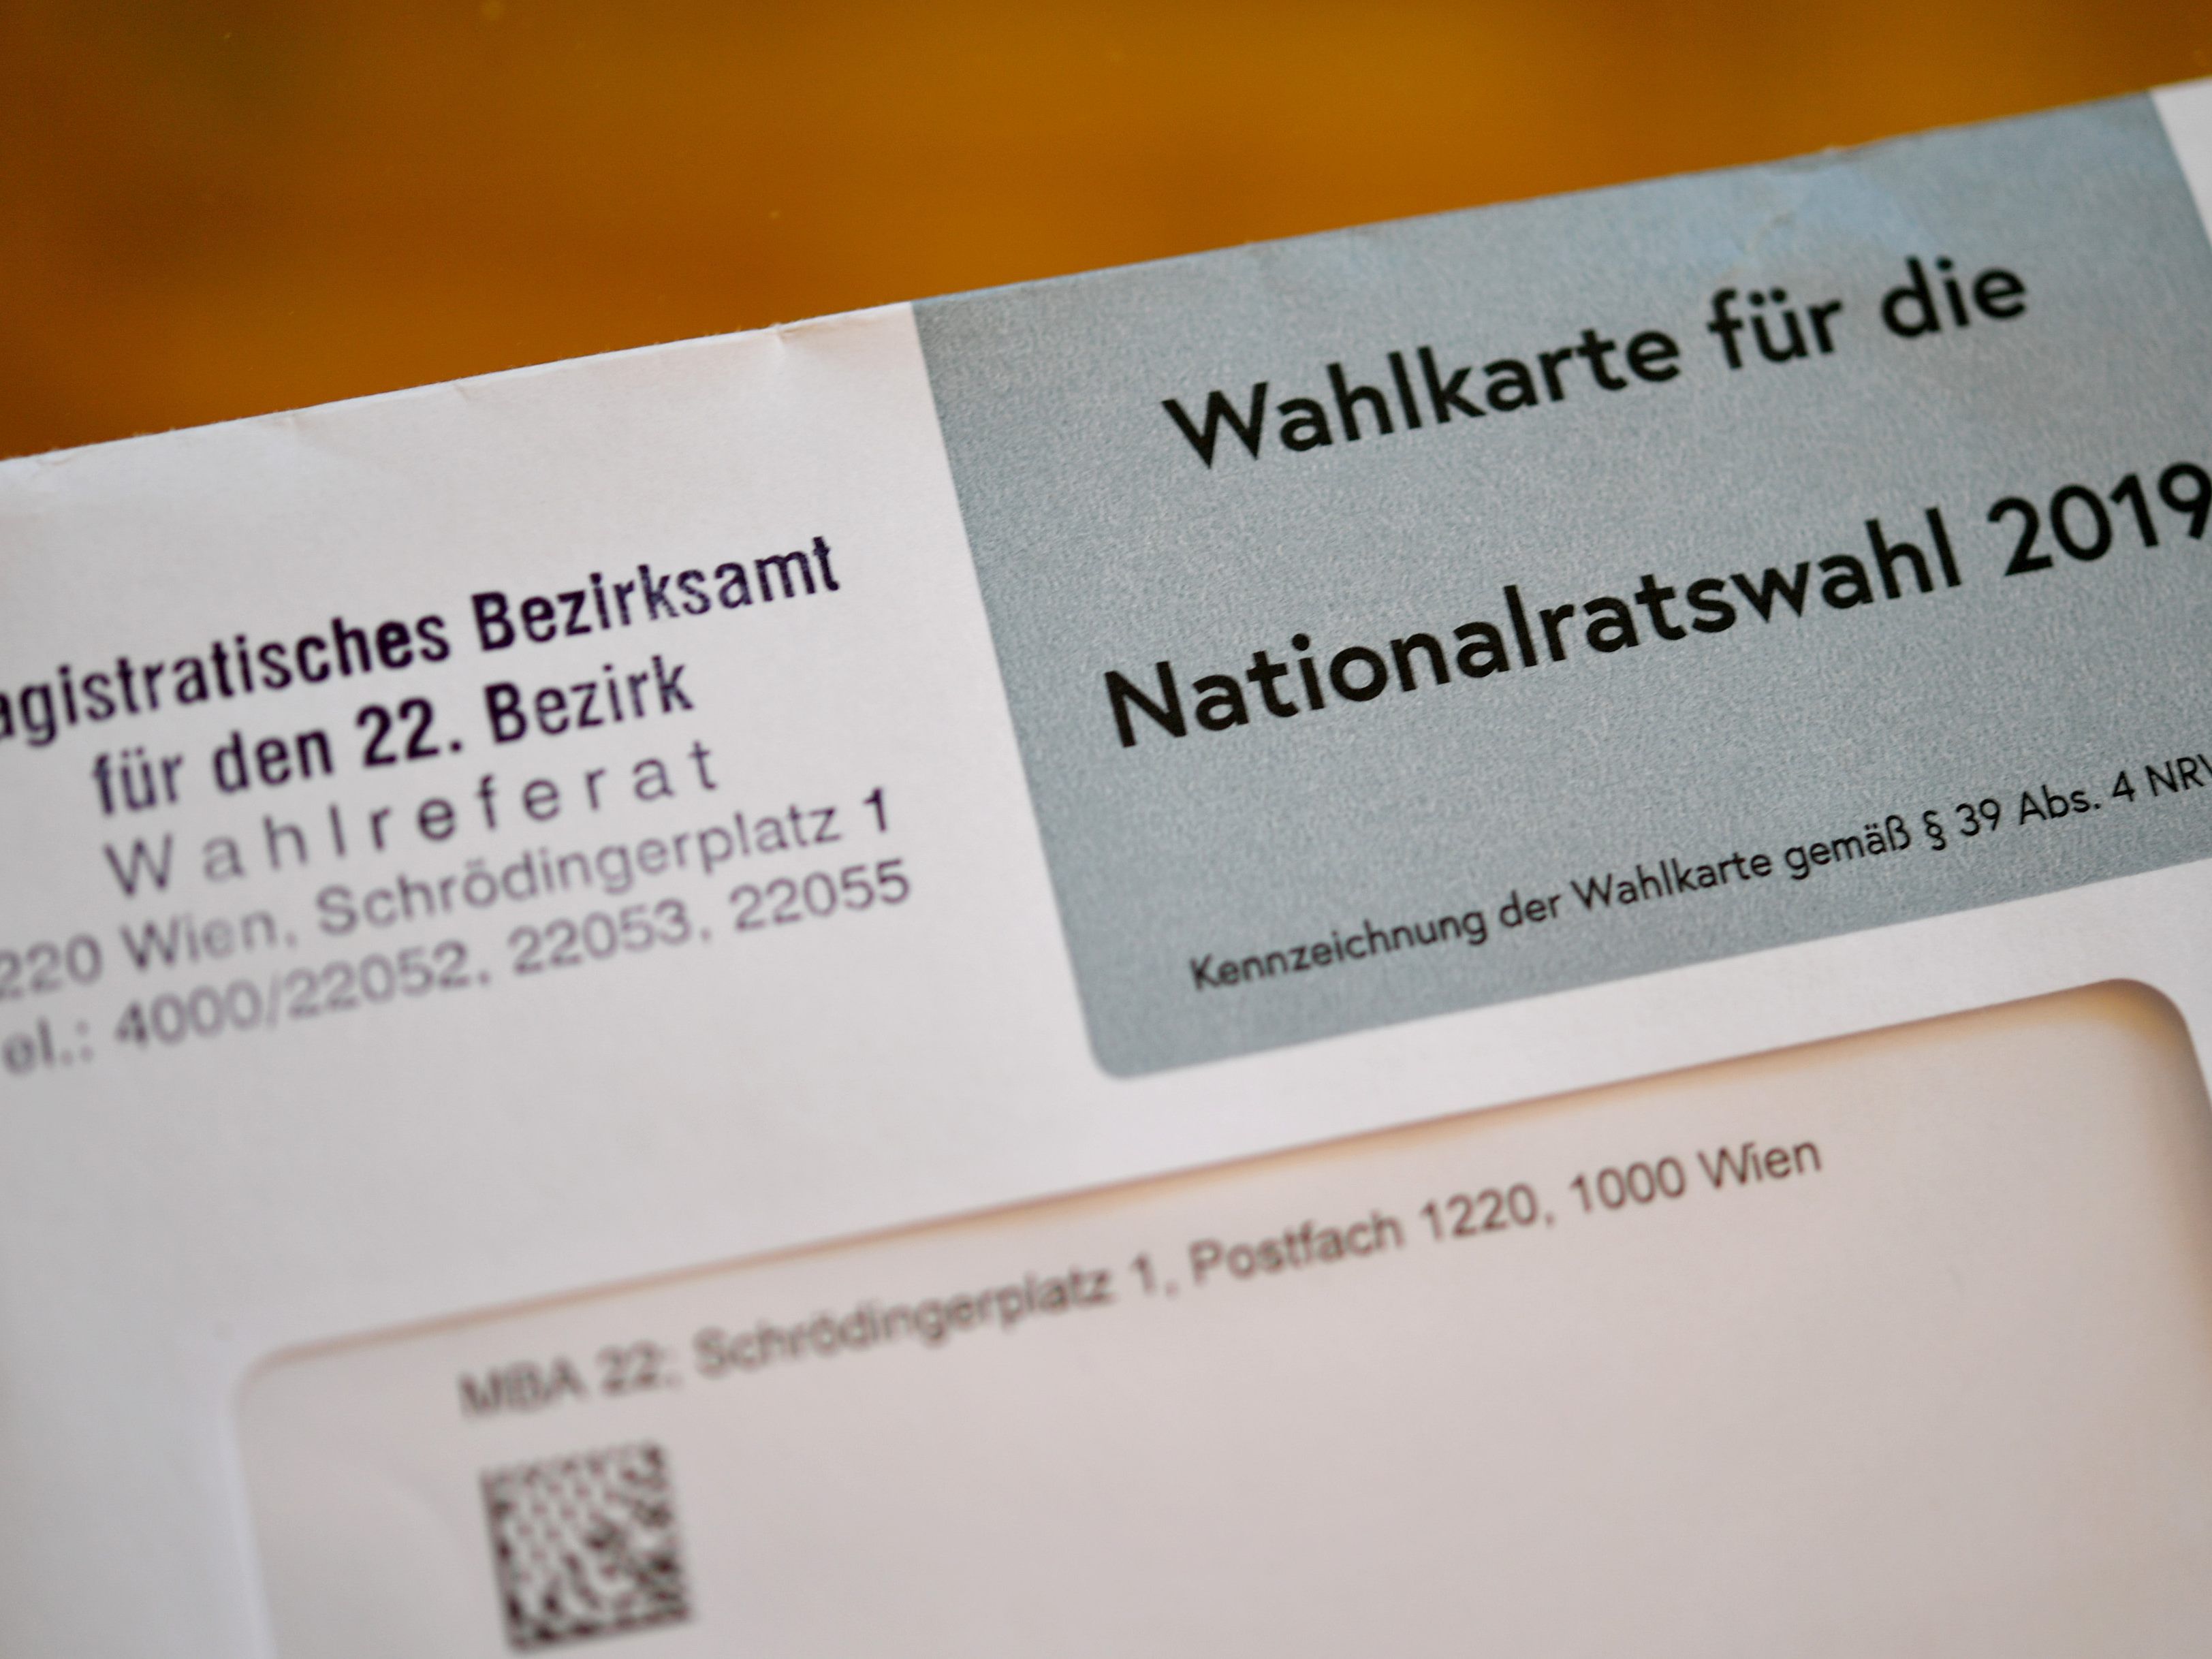 agistratisches Bezirksamt
für den 22. Bezirk
Wahlreferat
220 Wien, Schrödingerplatz 1
el.: 4000/22052, 22053, 22055
Wahlkarte für die
Nationalratswahl 2019
Kennzeichnung der Wahlkarte gemäß § 39 Abs. 4 NR
MBA 22; Schrödingerplatz 1, Postfach 1220, 1000 Wien